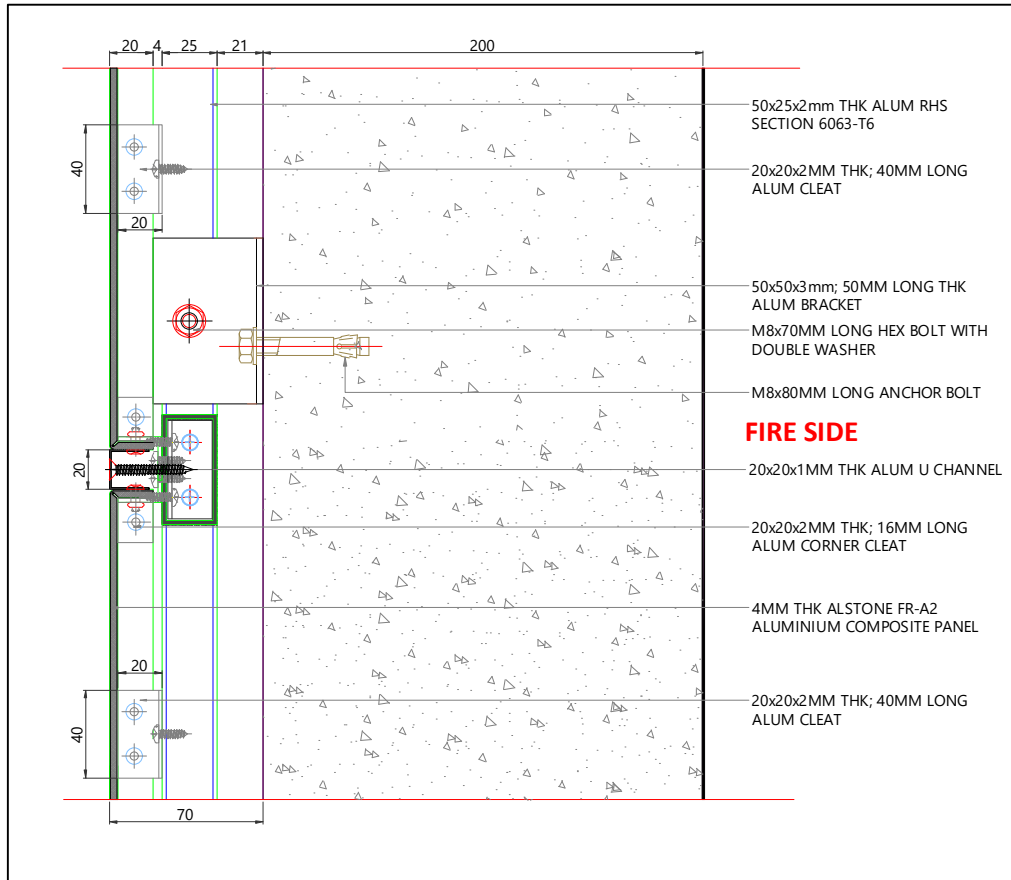 20 4 25 21 200
50x25x2mm THK ALUM RHS
SECTION 6063-T6
40
20x20x2MM THK; 40MM LONG
ALUM CLEAT
20
50x50x3mm; 50MM LONG THK
ALUM BRACKET
M8x70MM LONG HEX BOLT WITH
DOUBLE WASHER
M8x80MM LONG ANCHOR BOLT
FIRE SIDE
20
20x20x1MM THK ALUM U CHANNEL
20x20x2MM THK; 16MM LONG
ALUM CORNER CLEAT
4MM THK ALSTONE FR-A2
ALUMINIUM COMPOSITE PANEL
20
40
20x20x2MM THK; 40MM LONG
ALUM CLEAT
70